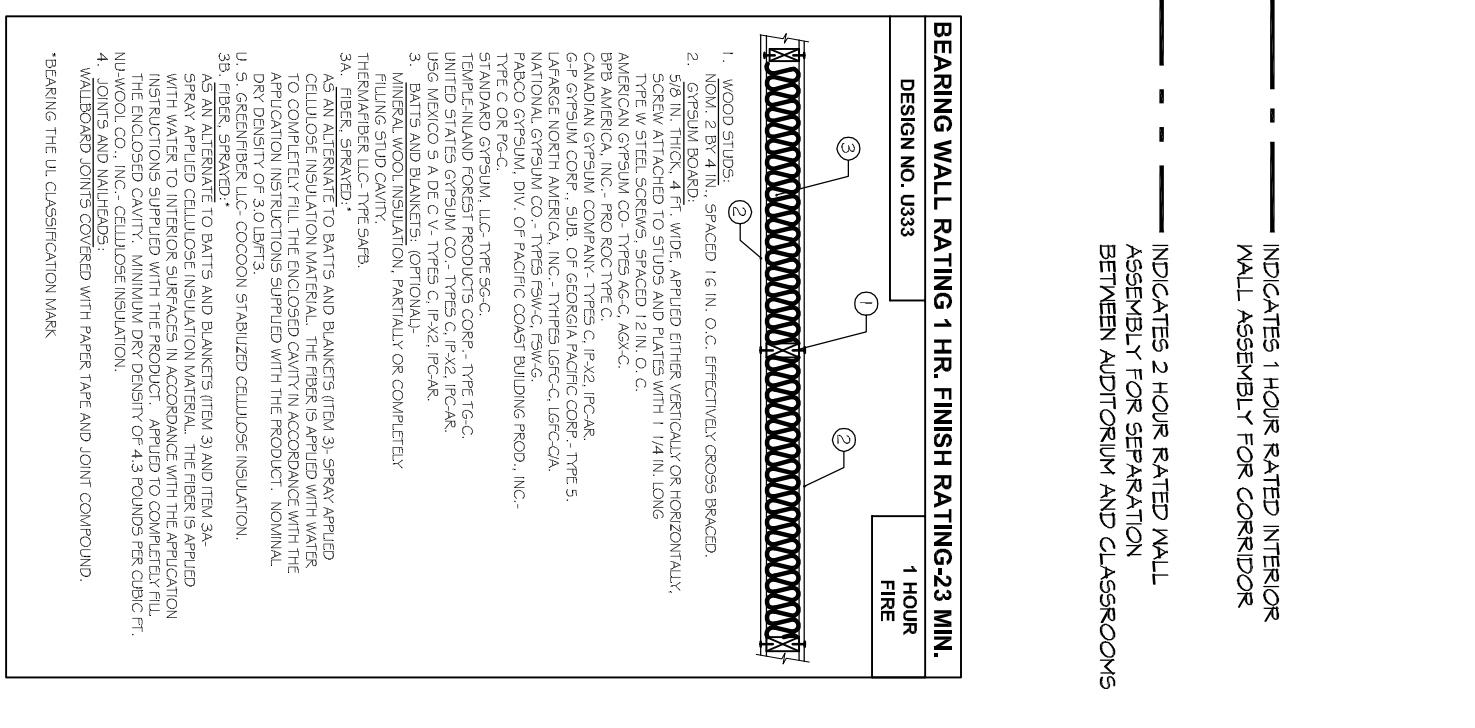 INDICATES 1 HOUR RATED INTERIOR
WALL ASSEMBLY FOR CORRIDOR
INDICATES 2 HOUR RATED WALL
ASSEMBLY FOR SEPARATION
BETWEEN AUDITORIUM AND CLASSROOMS
BEARING WALL RATING 1 HR. FINISH RATING-23 MIN.
DESIGN NO. U333
1 HOUR
FIRE
3
1
2
2
1. WOOD STUDS:
NOM. 2 BY 4 IN., SPACED 16 IN. O.C. EFFECTIVELY CROSS BRACED.
2. GYPSUM BOARD:
5/8 IN. THICK, 4 FT. WIDE, APPLIED EITHER VERTICALLY OR HORIZONTALLY,
SCREW ATTACHED TO STUDS AND PLATES WITH 1 1/4 IN. LONG
TYPE W STEEL SCREWS, SPACED 12 IN. O. C.
AMERICAN GYPSUM CO- TYPES AG-C, AGX-C.
BPB AMERICA, INC.- PRO ROC TYPE C.
CANADIAN GYPSUM COMPANY- TYPES C, IP-X2, IPC-AR.
G-P GYPSUM CORP., SUB. OF GEORGIA PACIFIC CORP.- TYPE 5.
LAFARGE NORTH AMERICA, INC.- TYHPES LGFC-C, LGFC-C/A.
NATIONAL GYPSUM CO.- TYPES FSW-C, FSW-G.
PABCO GYPSUM, DIV. OF PACIFIC COAST BUILDING PROD., INC.-
TYPE C OR PG-C.
STANDARD GYPSUM, LLC- TYPE SG-C.
TEMPLE-INLAND FOREST PRODUCTS CORP.- TYPE TG-C.
UNITED STATES GYPSUM CO. - TYPES C, IP-X2, IPC-AR.
USG MEXICO S A DE C V- TYPES C, IP-X2, IPC-AR.
3. BATTS AND BLANKETS: (OPTIONAL)-
MINERAL WOOL INSULATION, PARTIALLY OR COMPLETELY
FILLING STUD CAVITY.
THERMAFIBER LLC- TYPE SAFB.
3A. FIBER, SPRAYED:*
AS AN ALTERNATE TO BATTS AND BLANKETS (ITEM 3)- SPRAY APPLIED
CELLULOSE INSULATION MATERIAL. THE FIBER IS APPLIED WITH WATER
TO COMPLETELY FILL THE ENCLOSED CAVITY IN ACCORDANCE WITH THE
APPLICATION INSTRUCTIONS SUPPLIED WITH THE PRODUCT. NOMINAL
DRY DENSITY OF 3.0 LB/FT3.
U. S. GREENFIBER LLC- COCOON STABILIZED CELLULOSE INSULATION.
3B. FIBER, SPRAYED:*
AS AN ALTERNATE TO BATTS AND BLANKETS (ITEM 3) AND ITEM 3A-
SPRAY APPLIED CELLULOSE INSULATION MATERIAL. THE FIBER IS APPLIED
WITH WATER TO INTERIOR SURFACES IN ACCORDANCE WITH THE APPLICATION
INSTRUCTIONS SUPPLIED WITH THE PRODUCT. APPLIED TO COMPLETELY FILL
THE ENCLOSED CAVITY. MINIMUM DRY DENSITY OF 4.3 POUNDS PER CUBIC FT.
NU-WOOL CO., INC.- CELLULOSE INSULATION.
4. JOINTS AND NAILHEADS:
WALLBOARD JOINTS COVERED WITH PAPER TAPE AND JOINT COMPOUND.
*BEARING THE UL CLASSIFICATION MARK